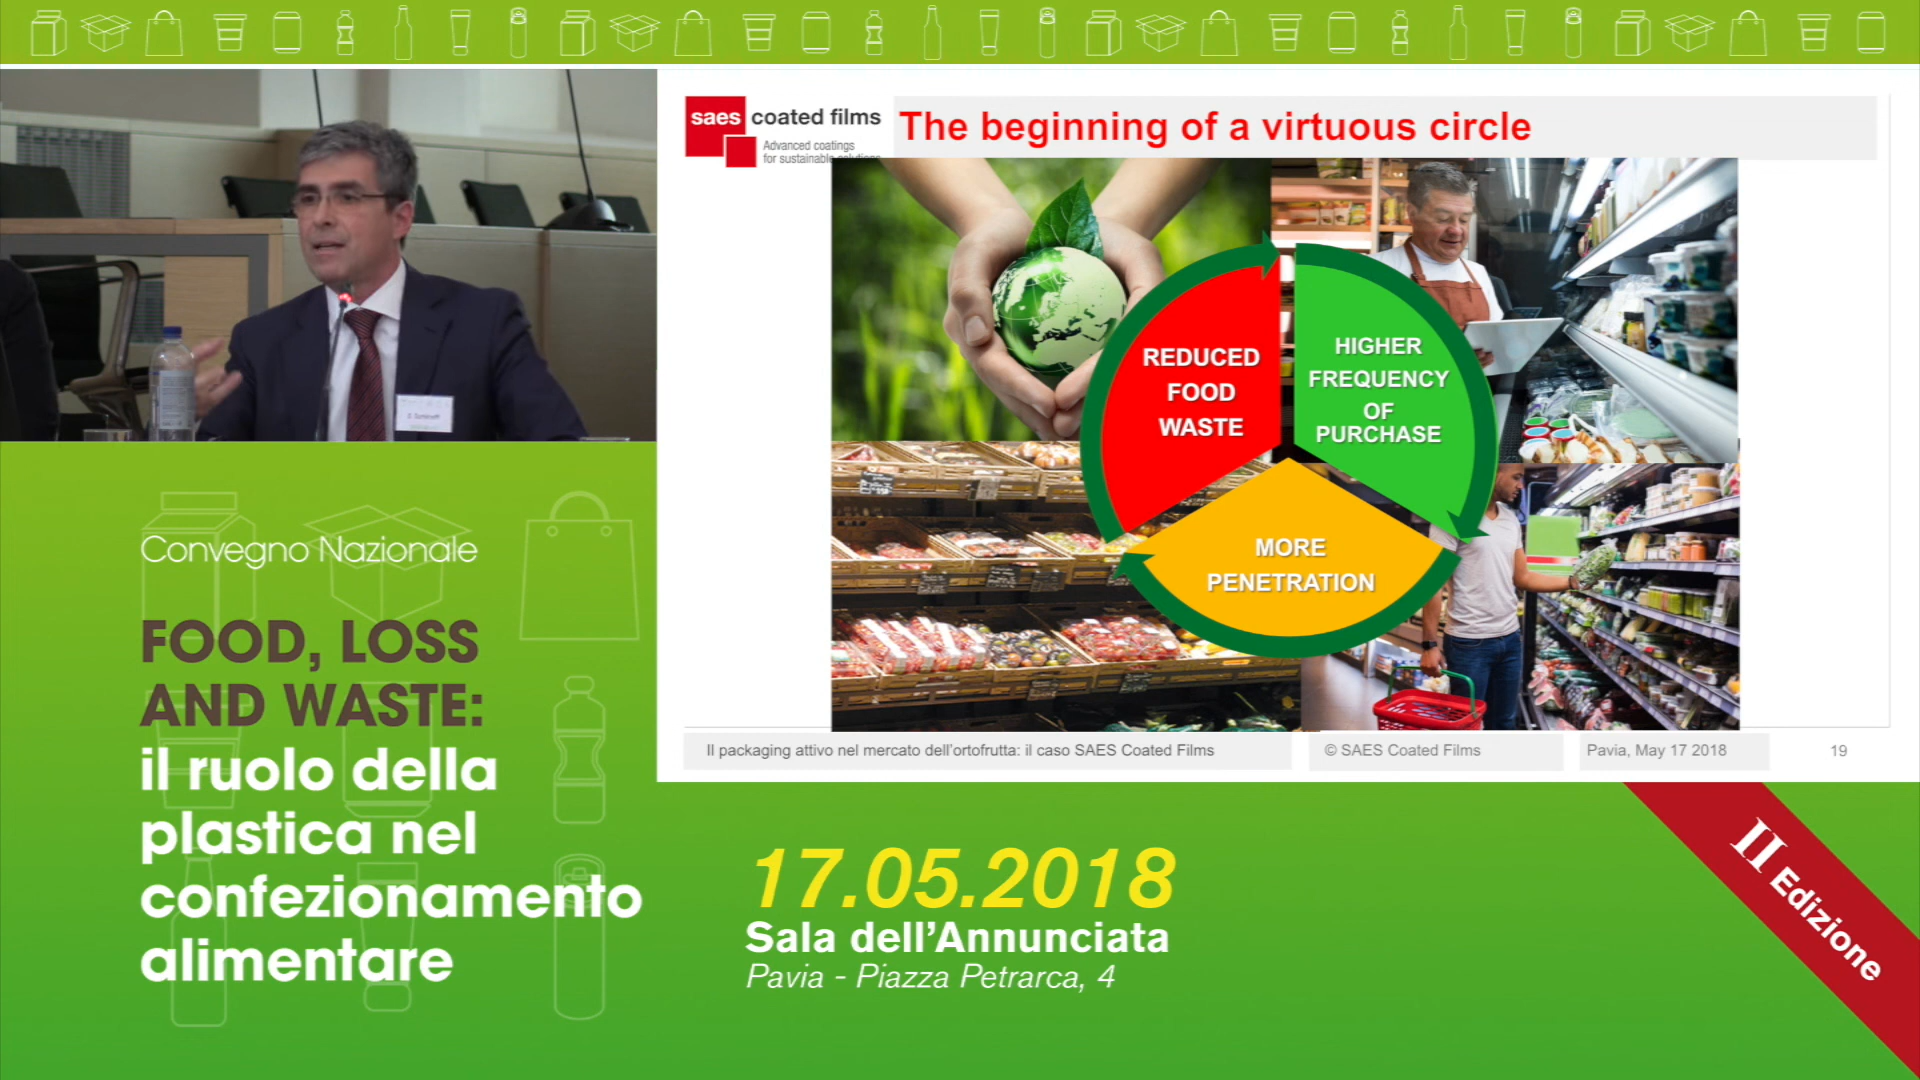 saes coated films
Advanced coatings
for sustainable solutions
The beginning of a virtuous circle
REDUCED
FOOD
WASTE
HIGHER
FREQUENCY
OF
PURCHASE
MORE
PENETRATION
Il packaging attivo nel mercato dell'ortofrutta: il caso SAES Coated Films
© SAES Coated Films
Pavia, May 17 2018
19
Convegno Nazionale
FOOD, LOSS
AND WASTE:
il ruolo della
plastica nel
confezionamento
alimentare
17.05.2018
Sala dell'Annunciata
Pavia - Piazza Petrarca, 4
II Edizione